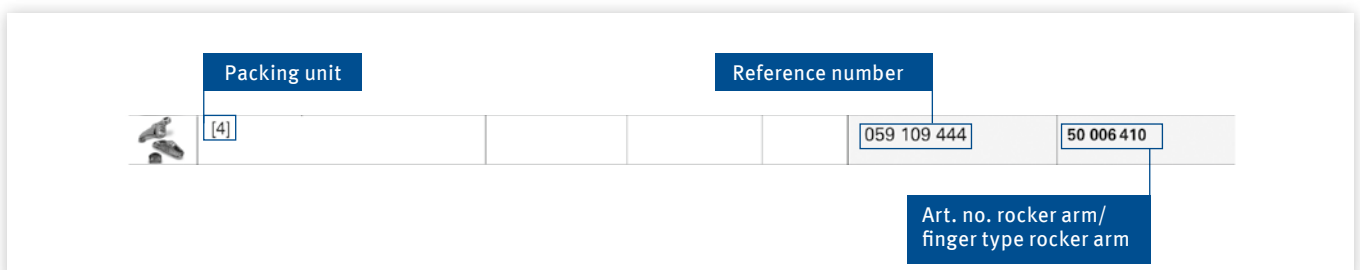 Packing unit
Reference number
[4]
059 109 444
50 006 410
Art. no. rocker arm/
finger type rocker arm